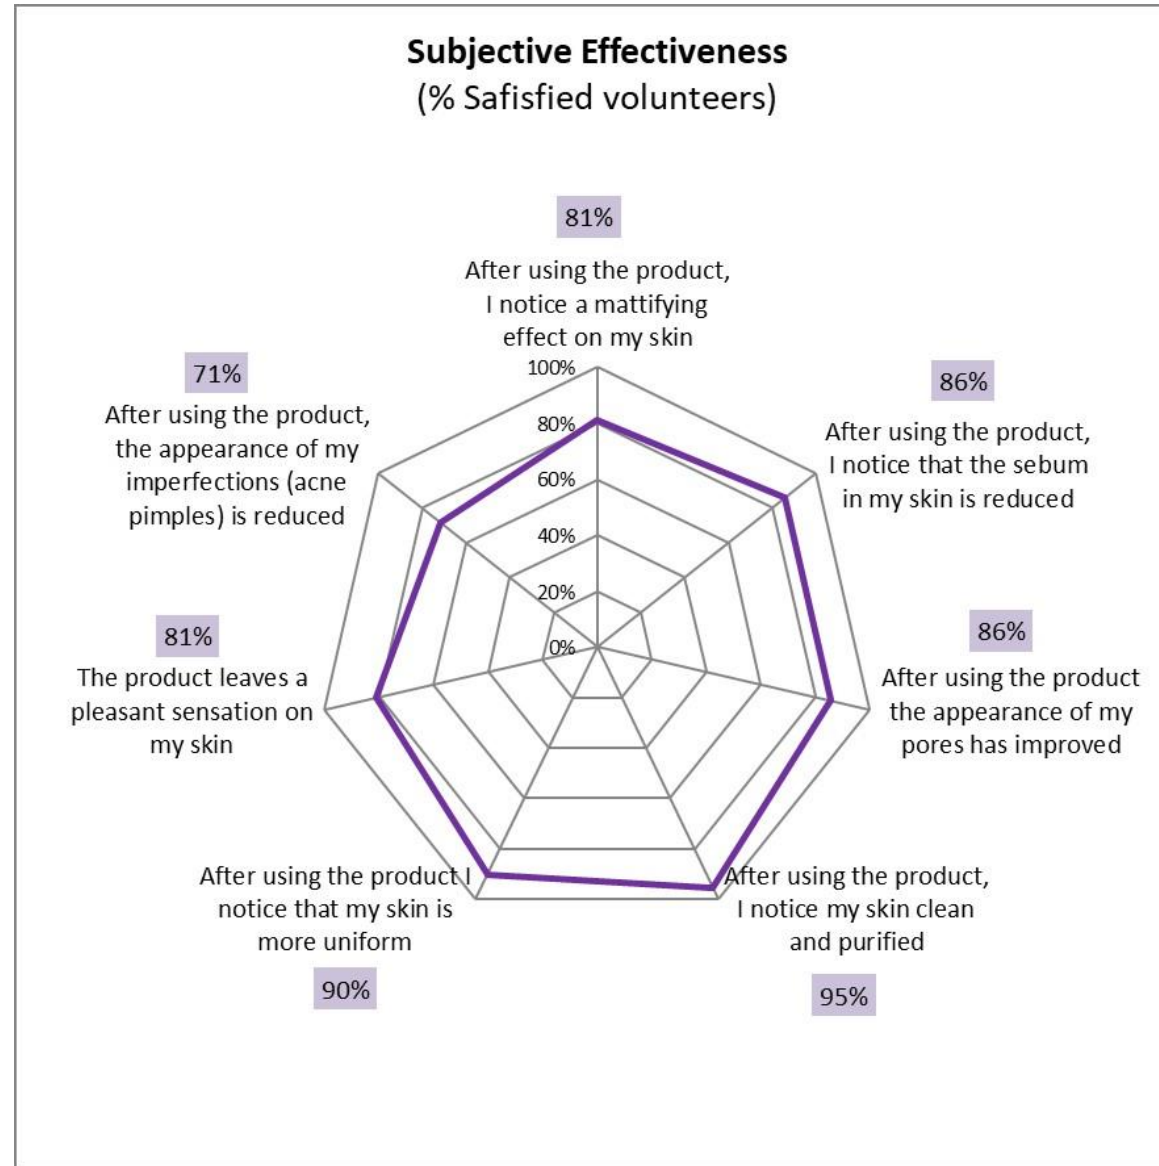 Subjective Effectiveness
(% Safisfied volunteers)
81%
After using the product,
I notice a mattifying
effect on my skin
71%
After using the product,
the appearance of my
imperfections (acne
pimples) is reduced
86%
After using the product,
I notice that the sebum
in my skin is reduced
100%
80%
60%
40%
20%
0%
81%
The product leaves a
pleasant sensation on
my skin
86%
After using the product
the appearance of my
pores has improved
After using the product I
notice that my skin is
more uniform
90%
After using the product,
I notice my skin clean
and purified
95%